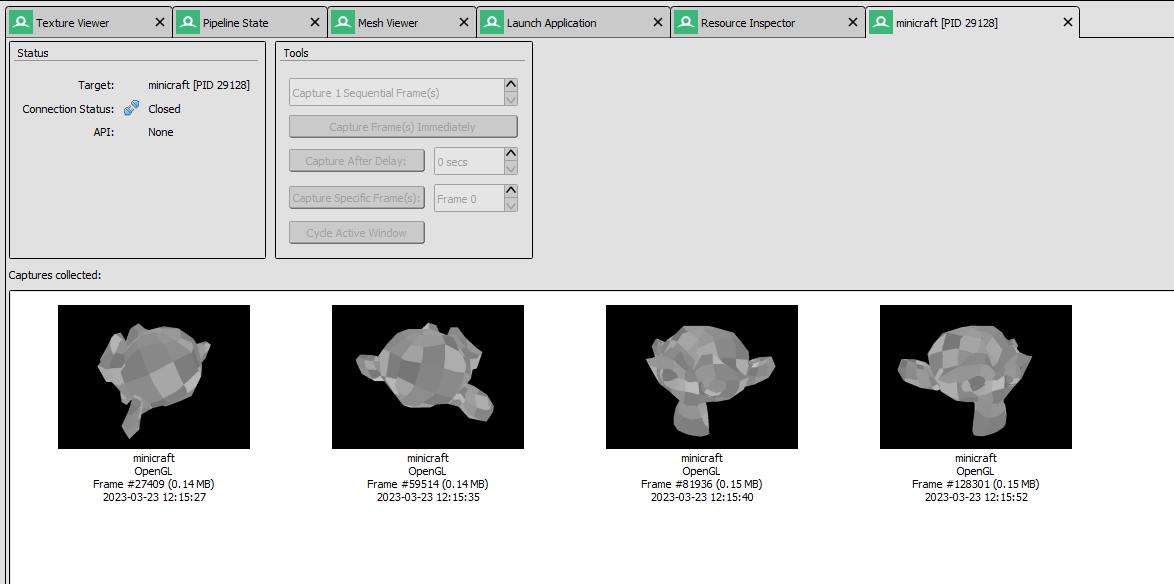 Texture Viewer
Pipeline State
Mesh Viewer
Launch Application
Resource Inspector
minicraft [PID 29128]
Status
Target: minicraft [PID 29128]
Connection Status: Closed
API: None
Tools
Capture 1 Sequential Frame(s)
Capture Frame(s) Immediately
Capture After Delay: 0 secs
Capture Specific Frame(s): Frame 0
Cycle Active Window
Captures collected:
minicraft
OpenGL
Frame #27409 (0.14 MB)
2023-03-23 12:15:27
minicraft
OpenGL
Frame #59514 (0.14 MB)
2023-03-23 12:15:35
minicraft
OpenGL
Frame #81936 (0.15 MB)
2023-03-23 12:15:40
minicraft
OpenGL
Frame #128301 (0.15 MB)
2023-03-23 12:15:52